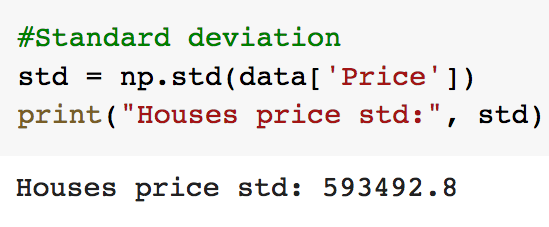 #Standard deviation
std = np.std(data['Price'])
print("Houses price std:", std)
Houses price std: 593492.8